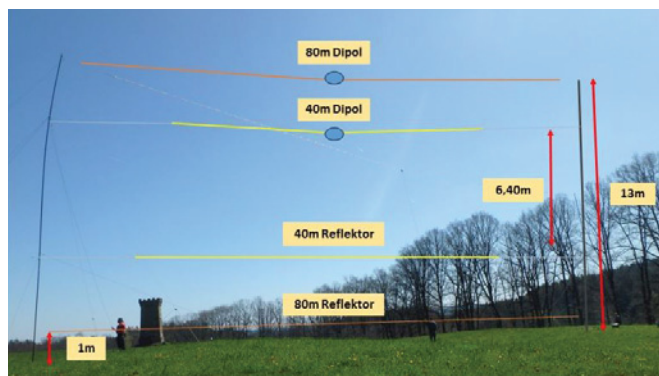 80m Dipol
40m Dipol
6,40m
13m
40m Reflektor
80m Reflektor
1m